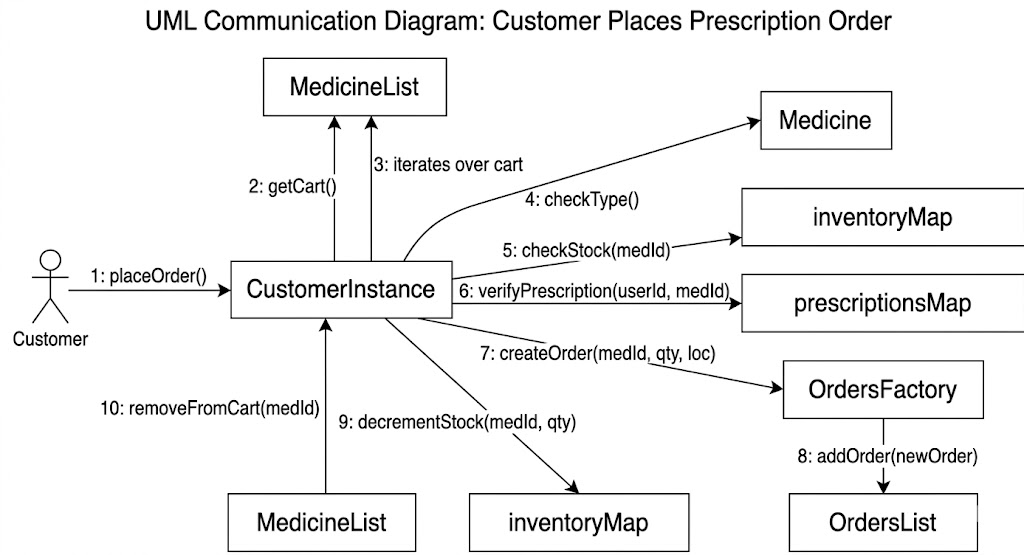 UML Communication Diagram: Customer Places Prescription Order
MedicineList
Medicine
3: iterates over cart
2: getCart()
4: checkType()
inventoryMap
5: checkStock(medId)
1: placeOrder()
CustomerInstance
6: verifyPrescription(userId, medId)
prescriptionsMap
Customer
7: createOrder(medId, qty, loc)
OrdersFactory
10: removeFromCart(medId)
9: decrementStock(medId, qty)
8: addOrder(newOrder)
MedicineList
inventoryMap
OrdersList